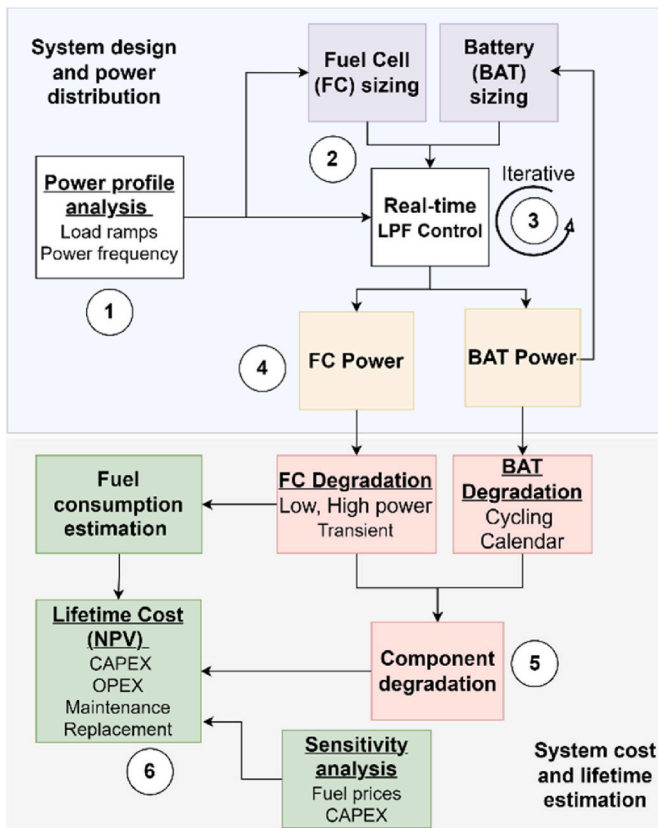 System design
and power
distribution
Fuel Cell
(FC) sizing
Battery
(BAT)
sizing
2
Iterative
3
Power profile
analysis
Load ramps
Power frequency
1
Real-time
LPF Control
4
FC Power
BAT Power
Fuel
consumption
estimation
FC Degradation
Low, High power
Transient
BAT
Degradation
Cycling
Calendar
Lifetime Cost
(NPV)
CAPEX
OPEX
Maintenance
Replacement
Component
degradation
5
6
Sensitivity
analysis
Fuel prices
CAPEX
System cost
and lifetime
estimation